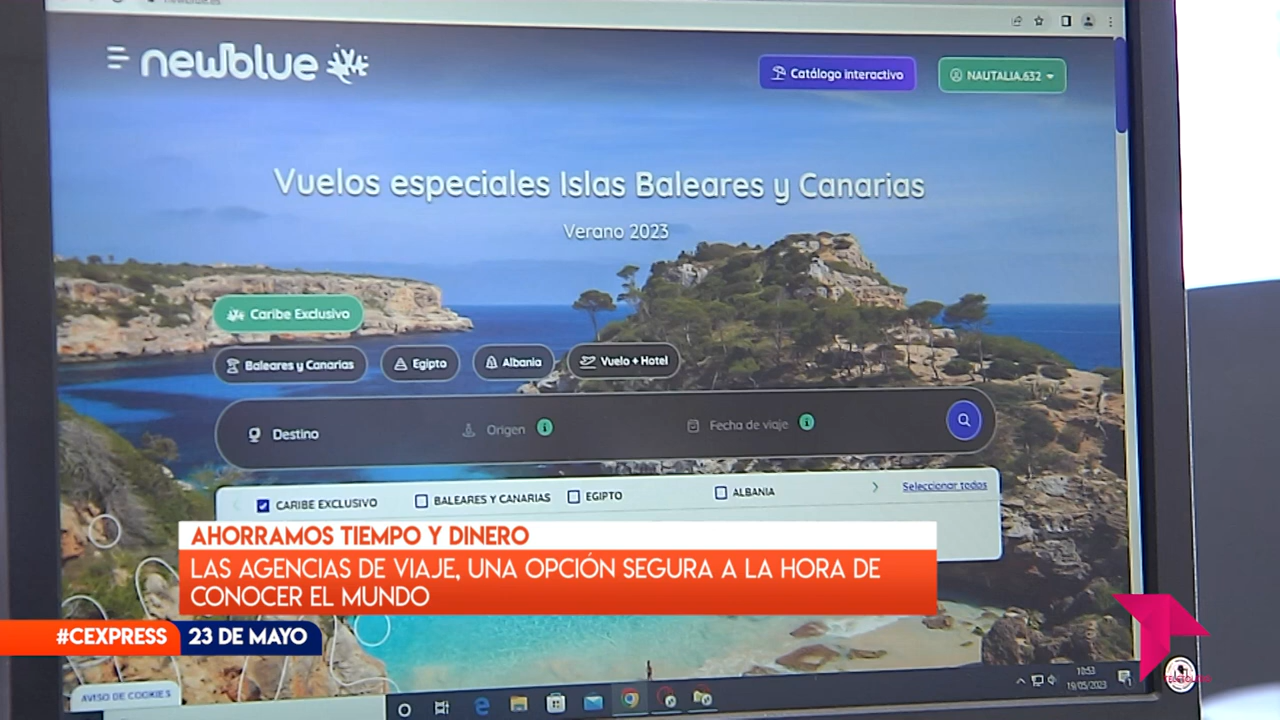 newblue
Catálogo interactivo
NAUTALIA.632
Vuelos especiales Islas Baleares y Canarias
Verano 2023
Caribe Exclusivo
Baleares y Canarias
Egipto
Albania
Vuelo + Hotel
Destino
Origen
Fecha de viaje
CARIBE EXCLUSIVO
BALEARES Y CANARIAS
EGIPTO
ALBANIA
Seleccionar todos
AHORRAMOS TIEMPO Y DINERO
LAS AGENCIAS DE VIAJE, UNA OPCIÓN SEGURA A LA HORA DE
CONOCER EL MUNDO
#CEXPRESS
23 DE MAYO
AVISO DE COOKIES
10:53
19/05/2023